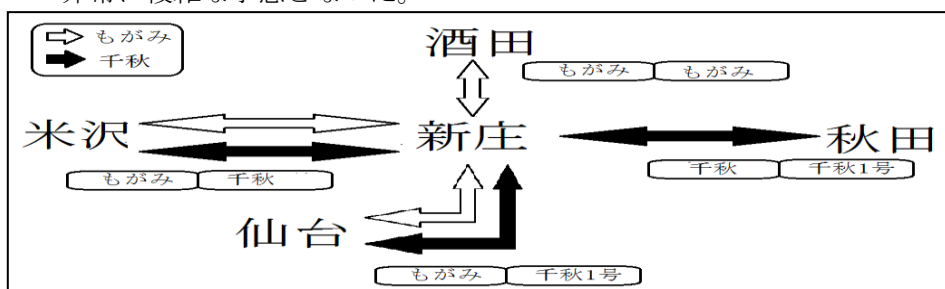 もがみ
千秋
酒田
もがみ もがみ
米沢 新庄 秋田
もがみ 千秋
千秋 千秋1号
仙台
もがみ 千秋1号